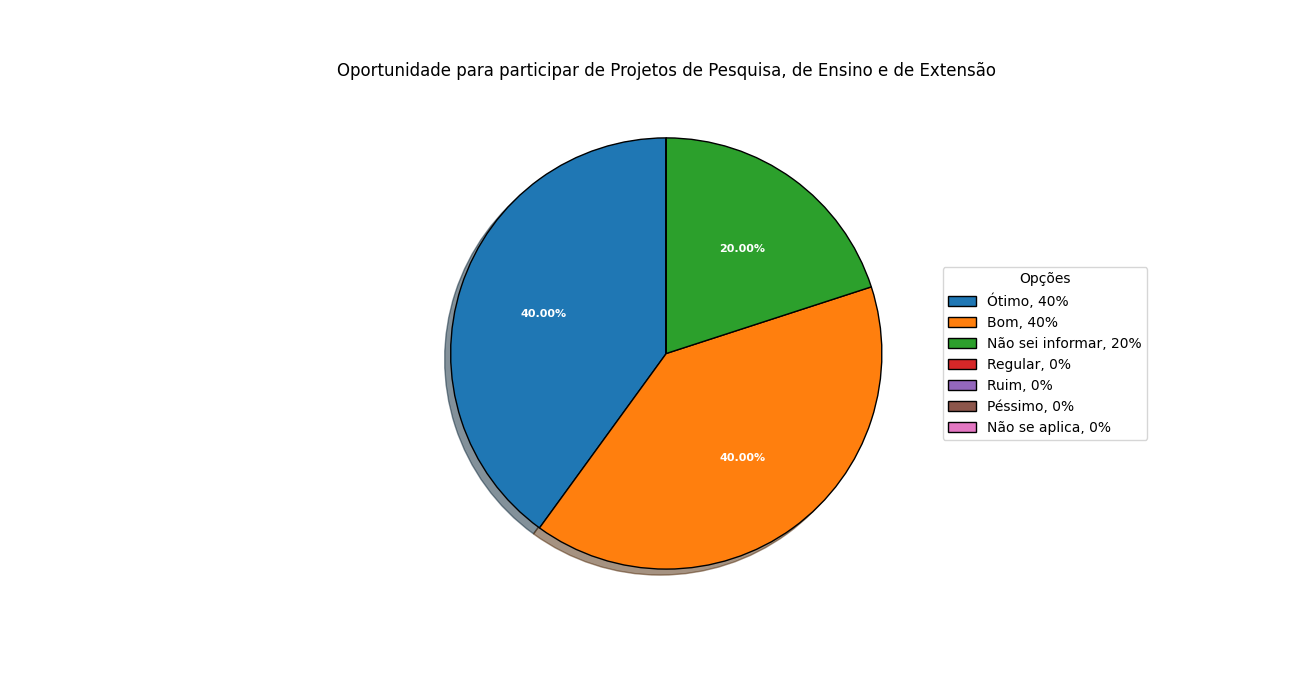 Oportunidade para participar de Projetos de Pesquisa, de Ensino e de Extensão
20.00%
40.00%
40.00%
Opções
Ótimo, 40%
Bom, 40%
Não sei informar, 20%
Regular, 0%
Ruim, 0%
Péssimo, 0%
Não se aplica, 0%